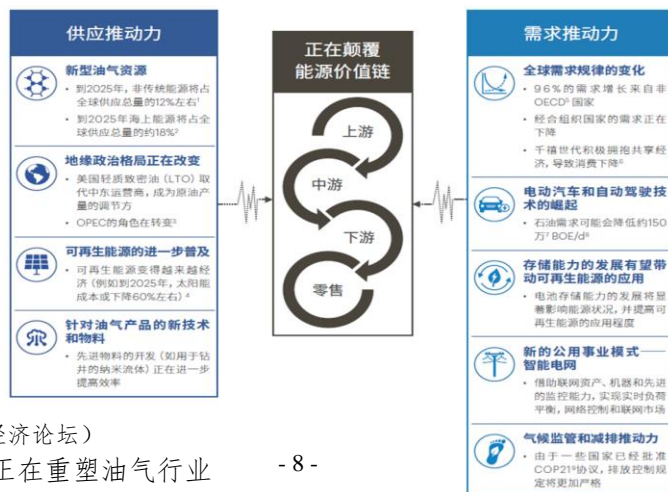 供应推动力
新型油气资源
• 到2025年，非传统能源将占
全球供应总量的12%左右¹
• 到2025年海上能源将占全
球供应总量的约18%²
地缘政治格局正在改变
• 美国轻质致密油（LTO）取
代中东运营商，成为原油产
量的调节方
• OPEC的角色在转变³
可再生能源的进一步普及
• 可再生能源变得越来越经
济（例如到2025年，太阳能
成本或下降60%左右）⁴
针对油气产品的新技术
和物料
• 先进物料的开发（如用于钻
井的纳米流体）正在进一步
提高效率
正在颠覆
能源价值链
上游
中游
下游
零售
需求推动力
全球需求规律的变化
• 96%的需求增长来自非
OECD⁵国家
• 经合组织国家的需求正在
下降
• 千禧世代积极拥抱共享经
济，导致消费下降⁶
电动汽车和自动驾驶技
术的崛起
• 石油需求可能会降低约150
万⁷ BOE/d⁸
存储能力的发展有望带
动可再生能源的应用
• 电池存储能力的发展将显
著影响能源状况，并提高可
再生能源的应用程度
新的公用事业模式——
智能电网
• 借助联网资产、机器和先进
的监控能力，实现实时负荷
平衡，网络控制和联网市场
气候监管和减排推动力
• 由于一些国家已经批准
COP21⁹协议，排放控制规
定将更加严格
经济论坛）
正在重塑油气行业
- 8 -